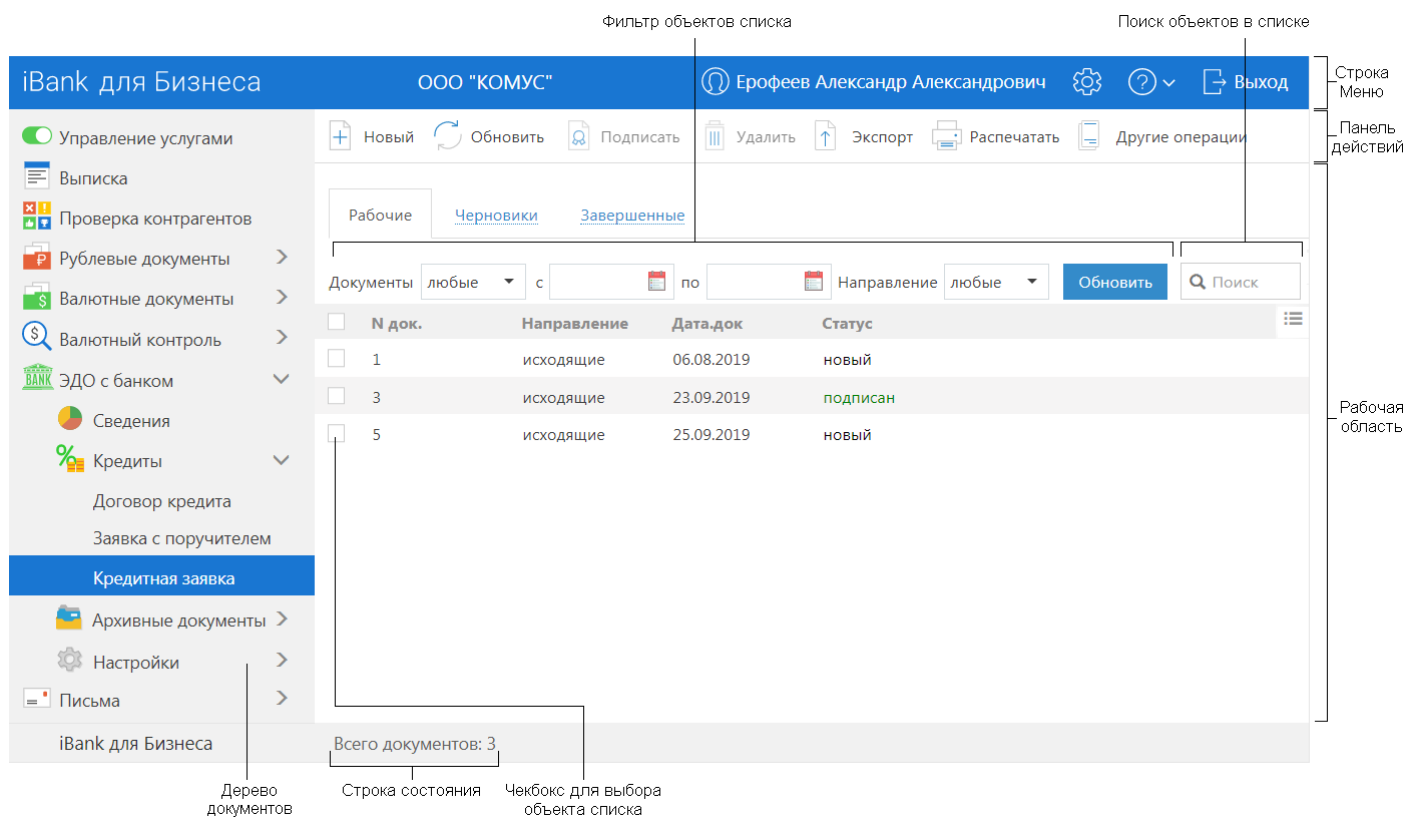 Фильтр объектов списка
Поиск объектов в списке
iBank для Бизнеса
ООО "КОМУС"
Ерофеев Александр Александрович
Выход
Строка
Меню
Управление услугами
Выписка
Проверка контрагентов
Рублевые документы
Валютные документы
Валютный контроль
BANK ЭДО с банком
Сведения
Кредиты
Договор кредита
Заявка с поручителем
Кредитная заявка
Архивные документы
Настройки
Письма
iBank для Бизнеса
Новый
Обновить
Подписать
Удалить
Экспорт
Распечатать
Другие операции
Панель
действий
Рабочие
Черновики
Завершенные
Документы любые с по Направление любые Обновить Поиск
N док. Направление Дата.док Статус
1 исходящие 06.08.2019 новый
3 исходящие 23.09.2019 подписан
5 исходящие 25.09.2019 новый
Рабочая
область
Всего документов: 3
Дерево
документов
Строка состояния
Чекбокс для выбора
объекта списка